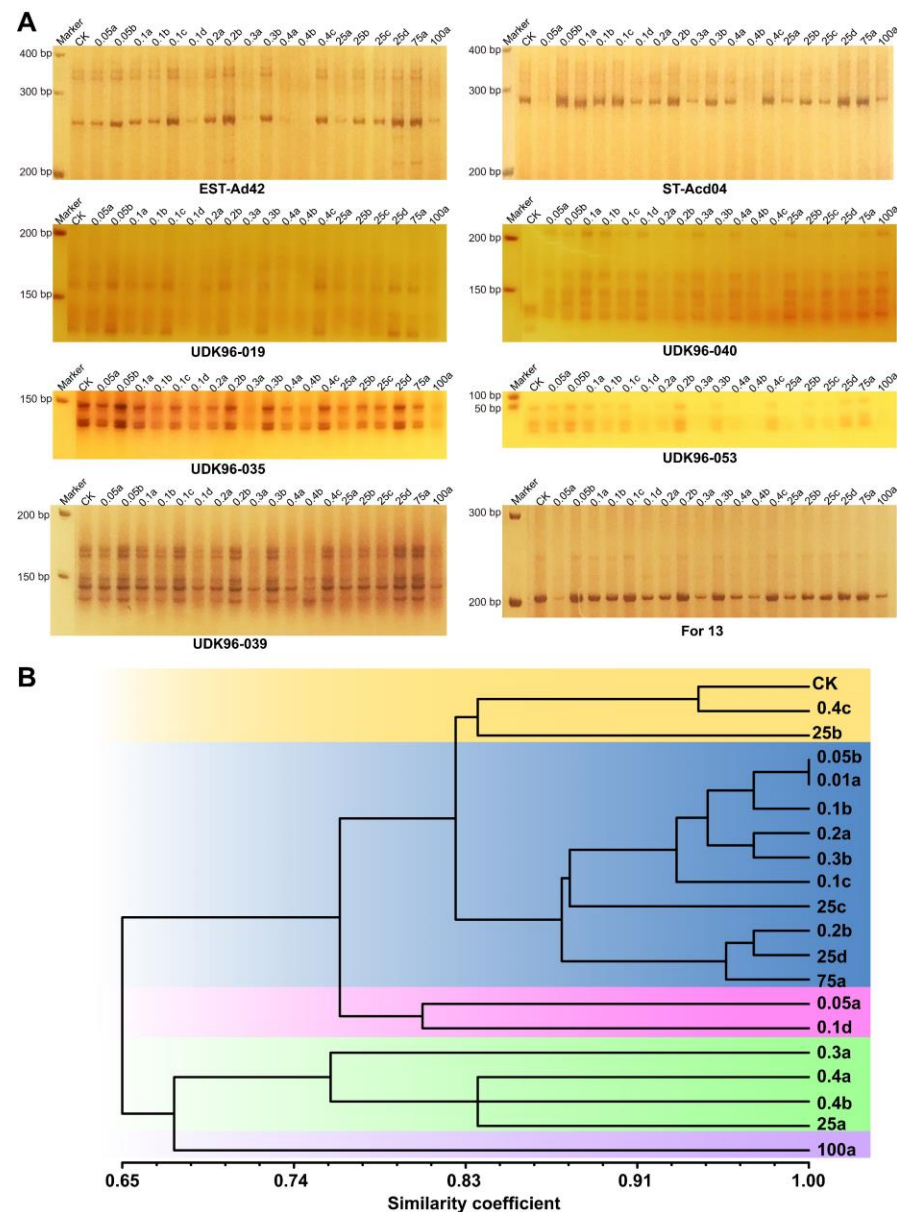 A
Marker CK 0.05a 0.05b 0.1a 0.1b 0.1c 0.1d 0.2a 0.2b 0.3a 0.3b 0.4a 0.4b 0.4c 25a 25b 25c 25d 75a 100a
400 bp
300 bp
200 bp
EST-Ad42
Marker CK 0.05a 0.05b 0.1a 0.1b 0.1c 0.1d 0.2a 0.2b 0.3a 0.3b 0.4a 0.4b 0.4c 25a 25b 25c 25d 75a 100a
400 bp
300 bp
200 bp
ST-Acd04
Marker CK 0.05a 0.05b 0.1a 0.1b 0.1c 0.1d 0.2a 0.2b 0.3a 0.3b 0.4a 0.4b 0.4c 25a 25b 25c 25d 75a 100a
200 bp
150 bp
UDK96-019
Marker CK 0.05a 0.05b 0.1a 0.1b 0.1c 0.1d 0.2a 0.2b 0.3a 0.3b 0.4a 0.4b 0.4c 25a 25b 25c 25d 75a 100a
200 bp
150 bp
UDK96-040
Marker CK 0.05a 0.05b 0.1a 0.1b 0.1c 0.1d 0.2a 0.2b 0.3a 0.3b 0.4a 0.4b 0.4c 25a 25b 25c 25d 75a 100a
150 bp
UDK96-035
Marker CK 0.05a 0.05b 0.1a 0.1b 0.1c 0.1d 0.2a 0.2b 0.3a 0.3b 0.4a 0.4b 0.4c 25a 25b 25c 25d 75a 100a
100 bp
50 bp
UDK96-053
Marker CK 0.05a 0.05b 0.1a 0.1b 0.1c 0.1d 0.2a 0.2b 0.3a 0.3b 0.4a 0.4b 0.4c 25a 25b 25c 25d 75a 100a
200 bp
150 bp
UDK96-039
Marker CK 0.05a 0.05b 0.1a 0.1b 0.1c 0.1d 0.2a 0.2b 0.3a 0.3b 0.4a 0.4b 0.4c 25a 25b 25c 25d 75a 100a
300 bp
200 bp
For 13
B
CK
0.4c
25b
0.05b
0.01a
0.1b
0.2a
0.3b
0.1c
25c
0.2b
25d
75a
0.05a
0.1d
0.3a
0.4a
0.4b
25a
100a
0.65 0.74 0.83 0.91 1.00
Similarity coefficient